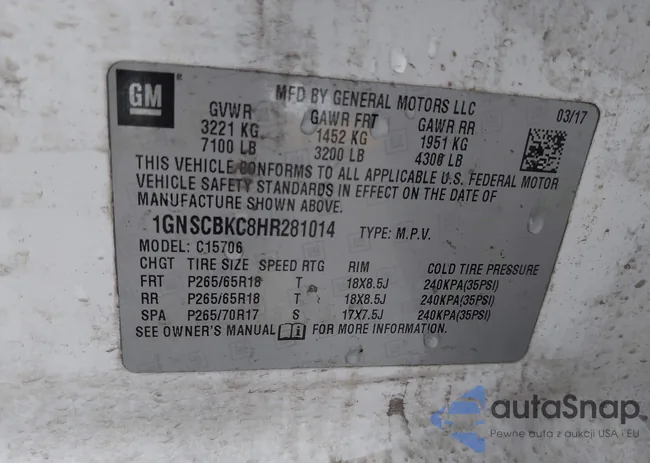 GM
MFD BY GENERAL MOTORS LLC
03/17
GVWR GAWR FRT GAWR RR
3221 KG 1452 KG 1951 KG
7100 LB 3200 LB 4300 LB
THIS VEHICLE CONFORMS TO ALL APPLICABLE U.S. FEDERAL MOTOR
VEHICLE SAFETY STANDARDS IN EFFECT ON THE DATE OF
MANUFACTURE SHOWN ABOVE.
1GNSCBKC8HR281014 TYPE: M.P.V.
MODEL: C15706
CHGT TIRE SIZE SPEED RTG RIM COLD TIRE PRESSURE
FRT P265/65R18 T 18X8.5J 240KPA(35PSI)
RR P265/65R18 T 18X8.5J 240KPA(35PSI)
SPA P265/70R17 S 17X7.5J 240KPA(35PSI)
SEE OWNER'S MANUAL FOR MORE INFORMATION.
autaSnap
Pewne auta z aukcji USA i EU